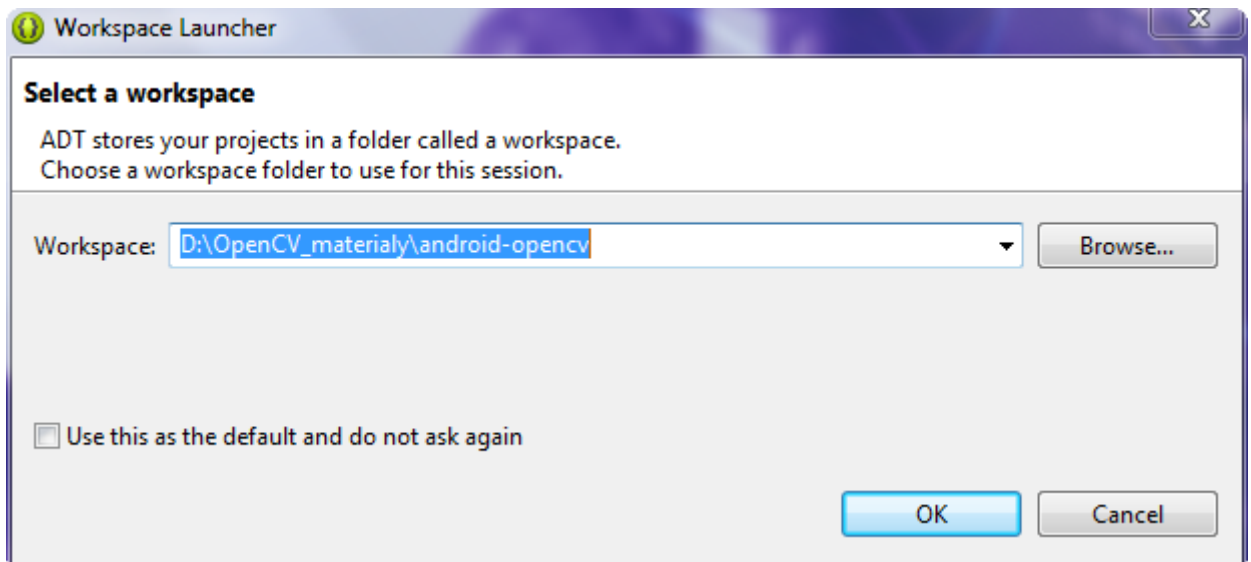 Workspace Launcher
Select a workspace
ADT stores your projects in a folder called a workspace.
Choose a workspace folder to use for this session.
Workspace: D:\OpenCV_materialy\android-opencv Browse...
Use this as the default and do not ask again
OK Cancel